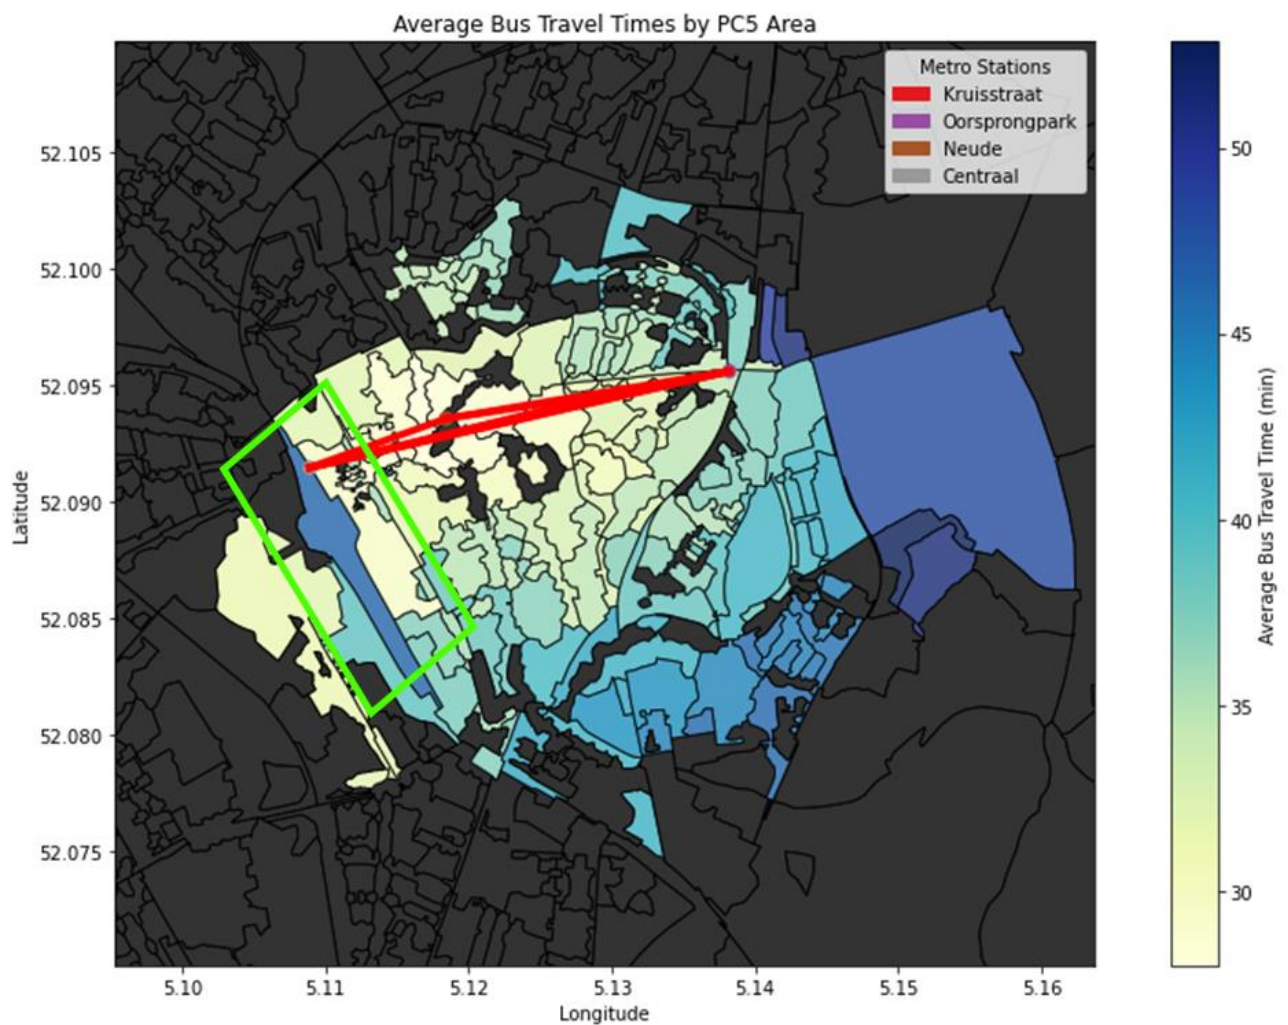 Average Bus Travel Times by PC5 Area
Metro Stations
Kruisstraat
Oorsprongpark
Neude
Centraal
52.105
52.100
52.095
52.090
52.085
52.080
52.075
Latitude
5.10
5.11
5.12
5.13
5.14
5.15
5.16
Longitude
50
45
40
35
30
Average Bus Travel Time (min)